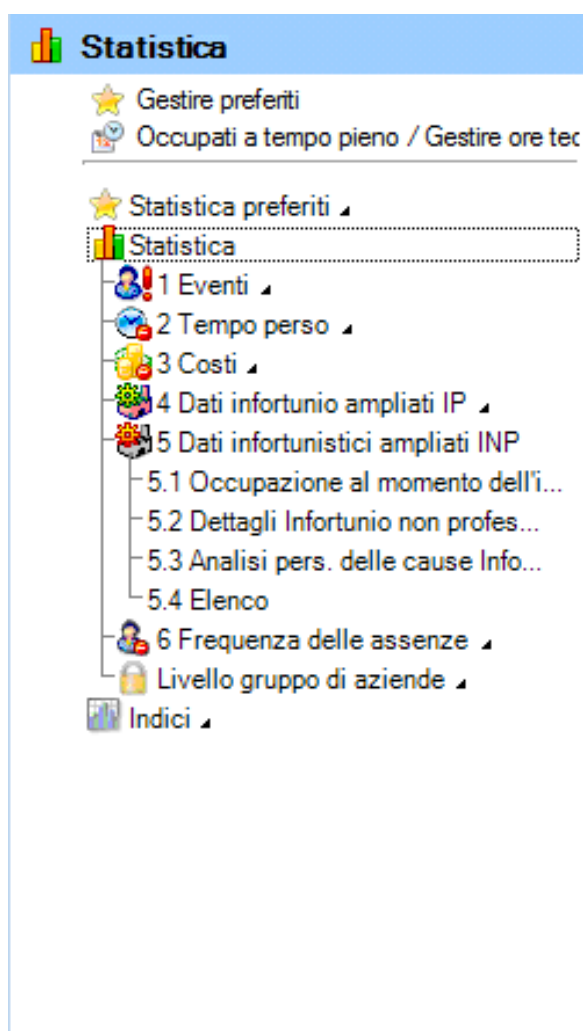 Statistica
Gestire preferiti
Occupati a tempo pieno / Gestire ore tec
Statistica preferiti
Statistica
1 Eventi
2 Tempo perso
3 Costi
4 Dati infortunio ampliati IP
5 Dati infortunistici ampliati INP
5.1 Occupazione al momento dell'i...
5.2 Dettagli Infortunio non profes...
5.3 Analisi pers. delle cause Info...
5.4 Elenco
6 Frequenza delle assenze
Livello gruppo di aziende
Indici